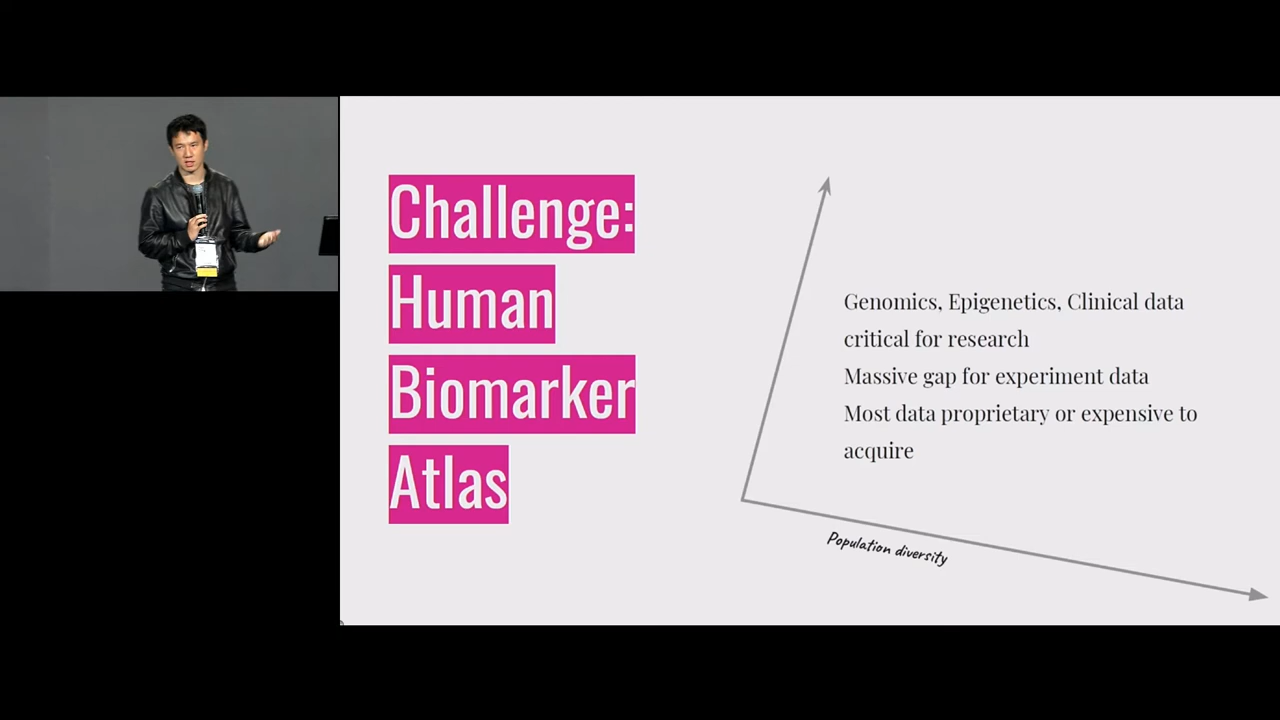 Challenge:
Human
Biomarker
Atlas
Genomics, Epigenetics, Clinical data
critical for research
Massive gap for experiment data
Most data proprietary or expensive to
acquire
Population diversity